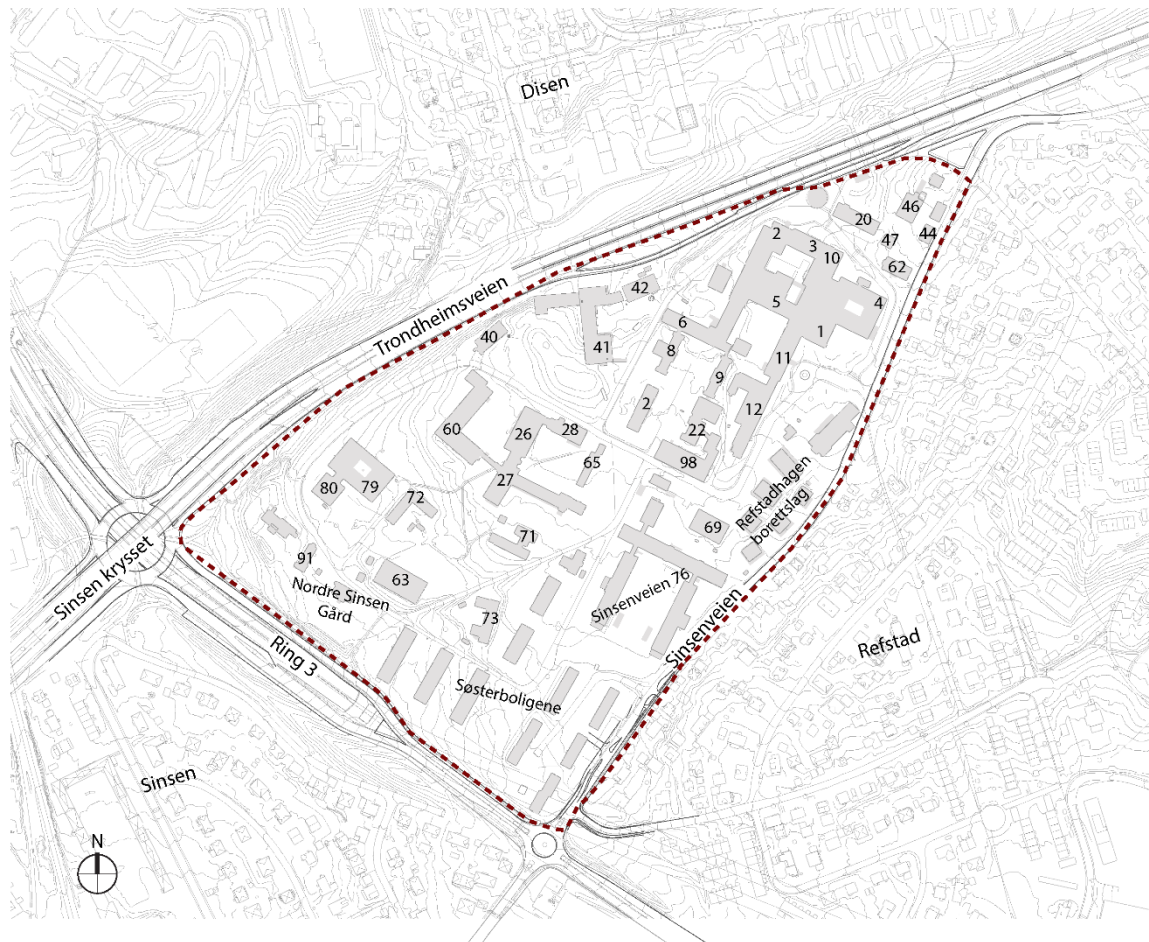 Disen
46
20
44
2
3
47
10
62
42
5
4
Trondheimsveien
6
40
1
41
8
11
9
2
12
60
26
28
22
98
65
27
80
79
72
Refstadhagen
borettslag
69
71
Sinsen krysset
91
63
Sinsenveien 76
Nordre Sinsen
Gård
73
Sinsenveien
Ring 3
Refstad
Søsterboligene
Sinsen
N